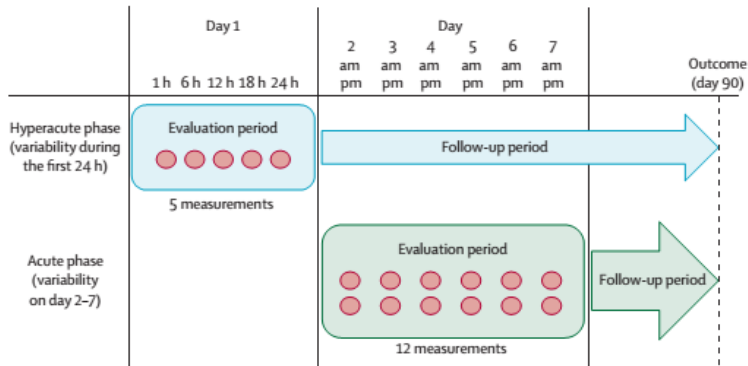 Day 1
Day
2 3 4 5 6 7
am am am am am am
pm pm pm pm pm pm
1 h 6 h 12 h 18 h 24 h
Outcome
(day 90)
Hyperacute phase
(variability during
the first 24 h)
Evaluation period
5 measurements
Follow-up period
Acute phase
(variability
on day 2–7)
Evaluation period
12 measurements
Follow-up period